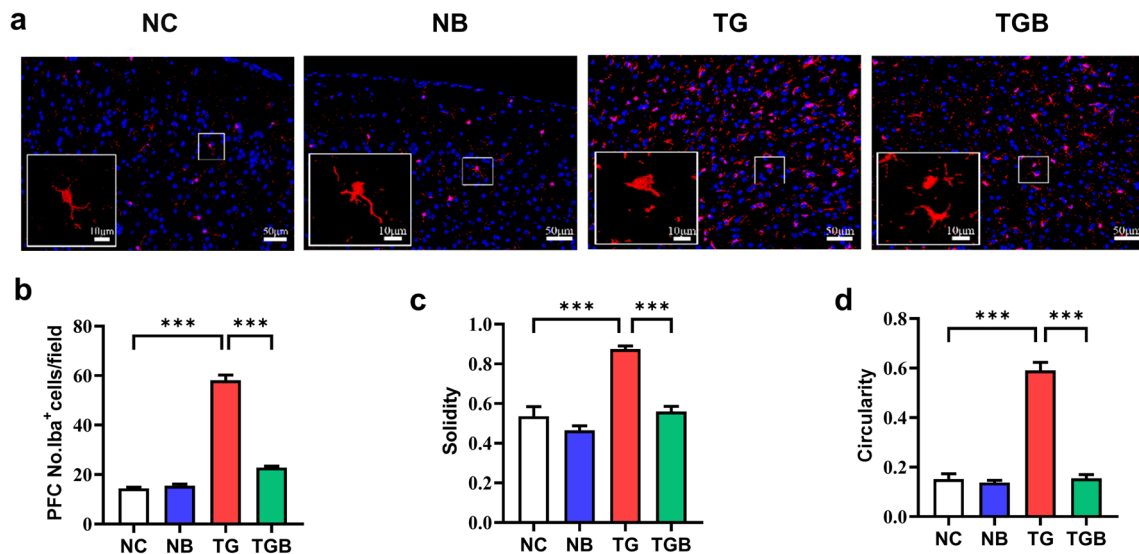 a NC NB TG TGB
10μm 50μm 10μm 50μm 10μm 50μm 10μm 50μm
b
PFC No.Iba⁺cells/field
80
60
40
20
0
*** ***
NC NB TG TGB
c
Solidity
1.0
0.8
0.6
0.4
0.2
0.0
*** ***
NC NB TG TGB
d
Circularity
0.8
0.6
0.4
0.2
0.0
*** ***
NC NB TG TGB